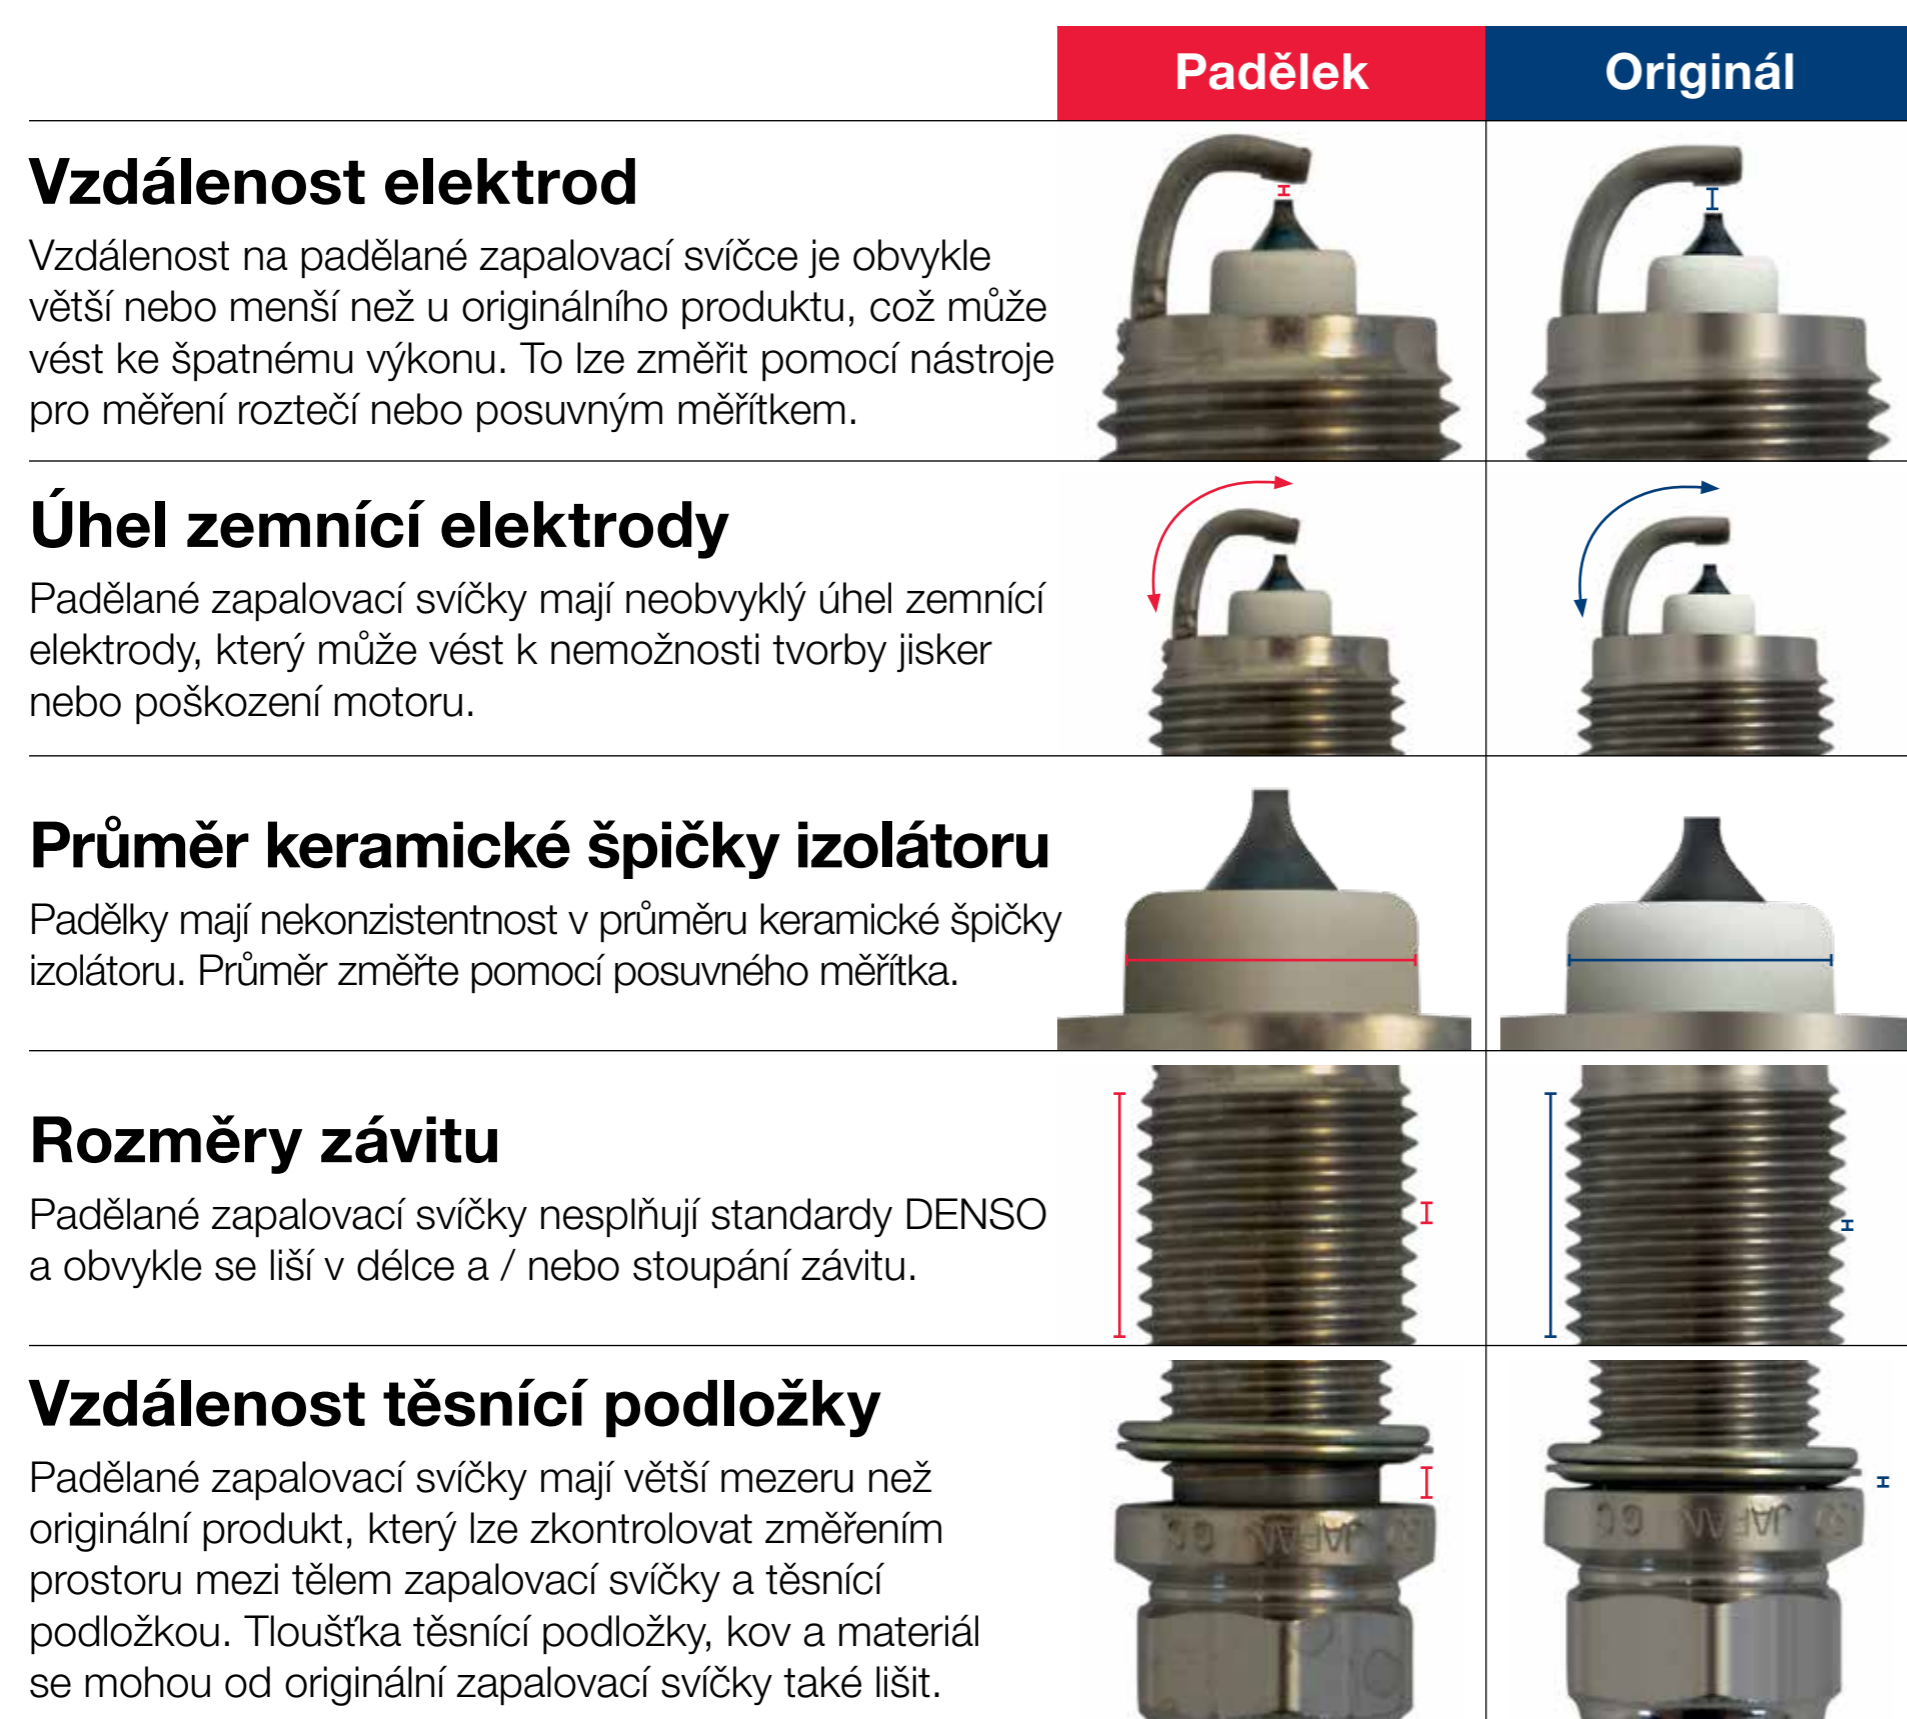 Padělek
Originál
Vzdálenost elektrod
Vzdálenost na padělané zapalovací svíčce je obvykle
větší nebo menší než u originálního produktu, což může
vést ke špatnému výkonu. To lze změřit pomocí nástroje
pro měření roztečí nebo posuvným měřítkem.
Úhel zemnící elektrody
Padělané zapalovací svíčky mají neobvyklý úhel zemnící
elektrody, který může vést k nemožnosti tvorby jisker
nebo poškození motoru.
Průměr keramické špičky izolátoru
Padělky mají nekonzistentnost v průměru keramické špičky
izolátoru. Průměr změřte pomocí posuvného měřítka.
Rozměry závitu
Padělané zapalovací svíčky nesplňují standardy DENSO
a obvykle se liší v délce a / nebo stoupání závitu.
Vzdálenost těsnící podložky
Padělané zapalovací svíčky mají větší mezeru než
originální produkt, který lze zkontrolovat změřením
prostoru mezi tělem zapalovací svíčky a těsnící
podložkou. Tloušťka těsnící podložky, kov a materiál
se mohou od originální zapalovací svíčky také lišit.
JAPAN GC
JAPAN